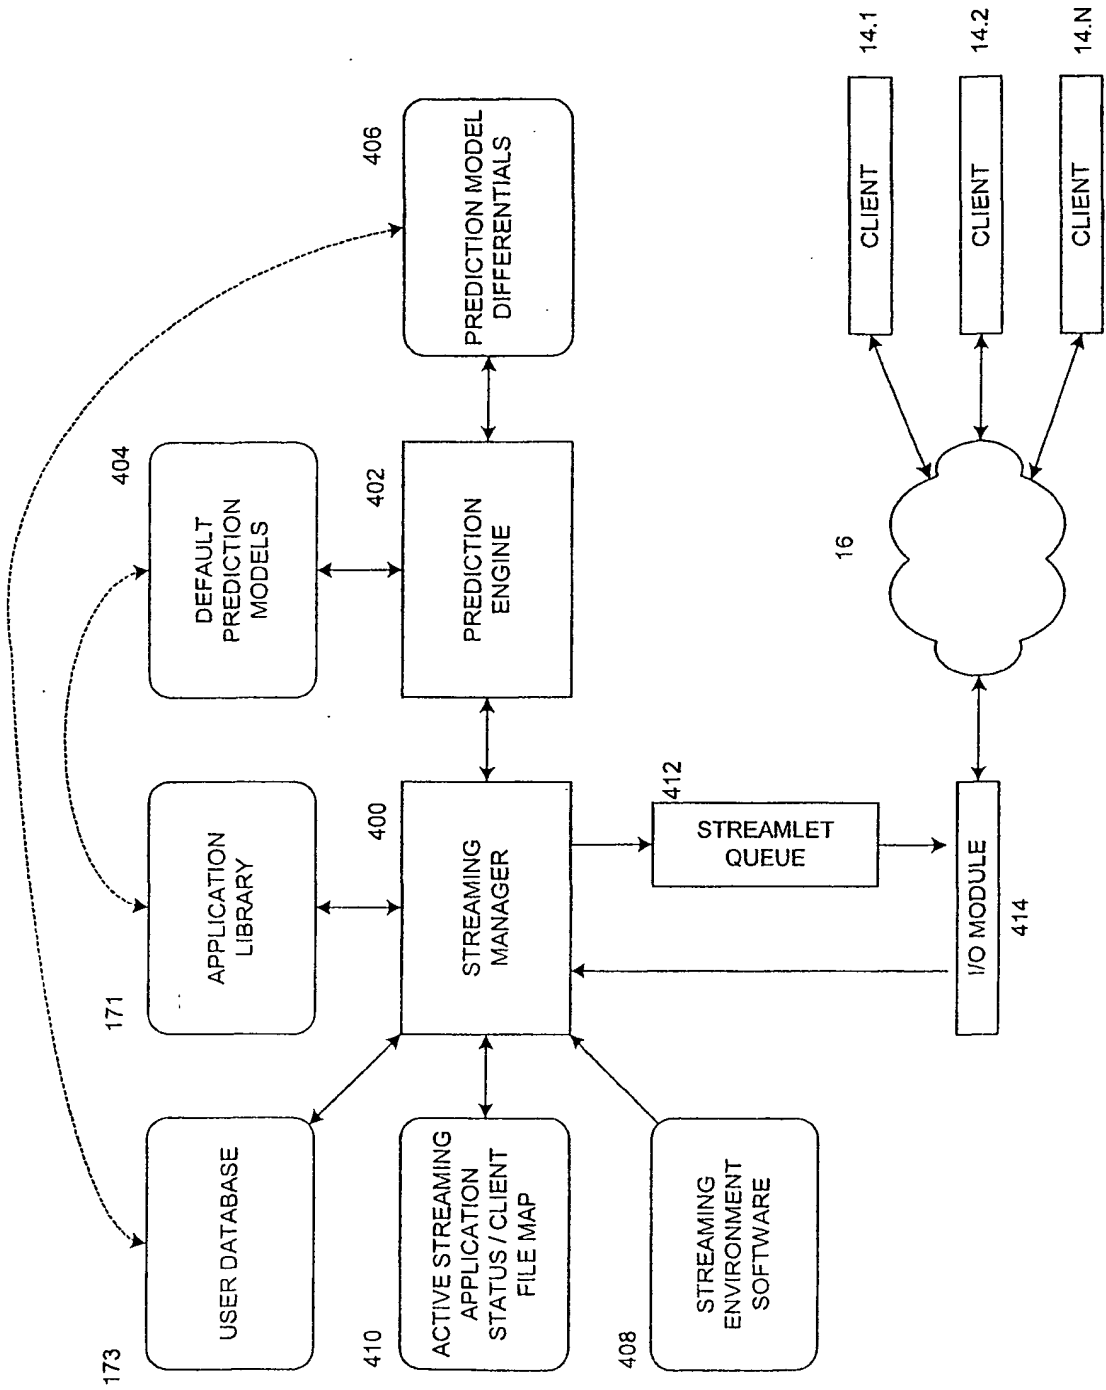 173
USER DATABASE
171
APPLICATION
LIBRARY
404
DEFAULT
PREDICTION
MODELS
410
ACTIVE STREAMING
APPLICATION
STATUS / CLIENT
FILE MAP
400
STREAMING
MANAGER
402
PREDICTION
ENGINE
406
PREDICTION MODEL
DIFFERENTIALS
408
STREAMING
ENVIRONMENT
SOFTWARE
412
STREAMLET
QUEUE
16
I/O MODULE
414
CLIENT
14.1
CLIENT
14.2
CLIENT
14.N